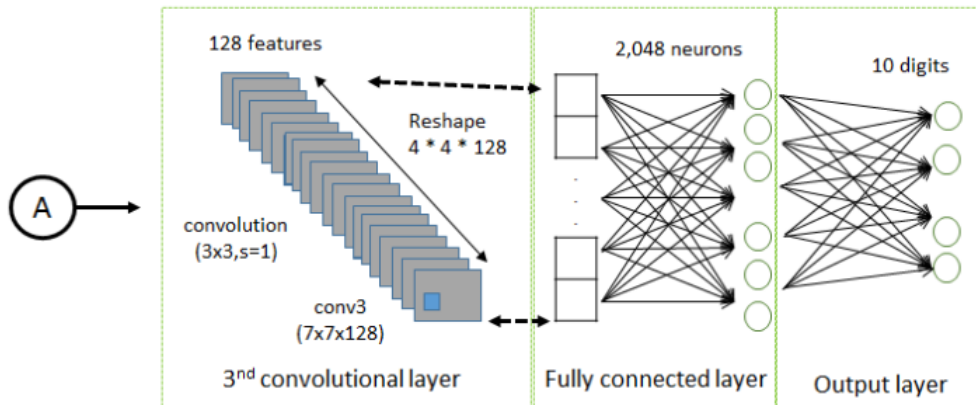 128 features
2,048 neurons
10 digits
Reshape
4 * 4 * 128
A
convolution
(3x3,s=1)
conv3
(7x7x128)
3nd convolutional layer
Fully connected layer
Output layer